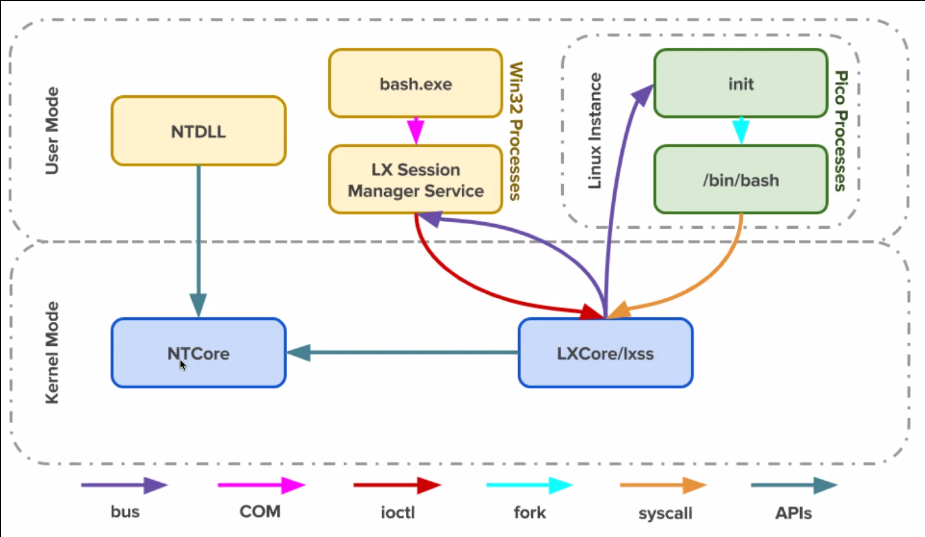 User Mode
NTDLL
bash.exe
LX Session
Manager Service
Win32 Processes
Linux Instance
init
/bin/bash
Pico Processes
Kernel Mode
NTCore
LXCore/lxss
bus
COM
ioctl
fork
syscall
APIs